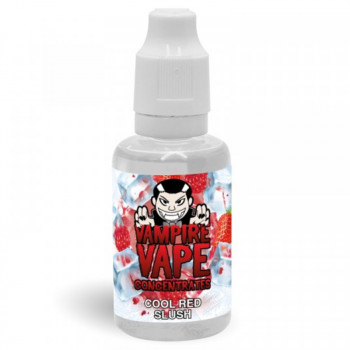 VAMPIRE
VAPE
CONCENTRATES
COOL RED
SLUSH